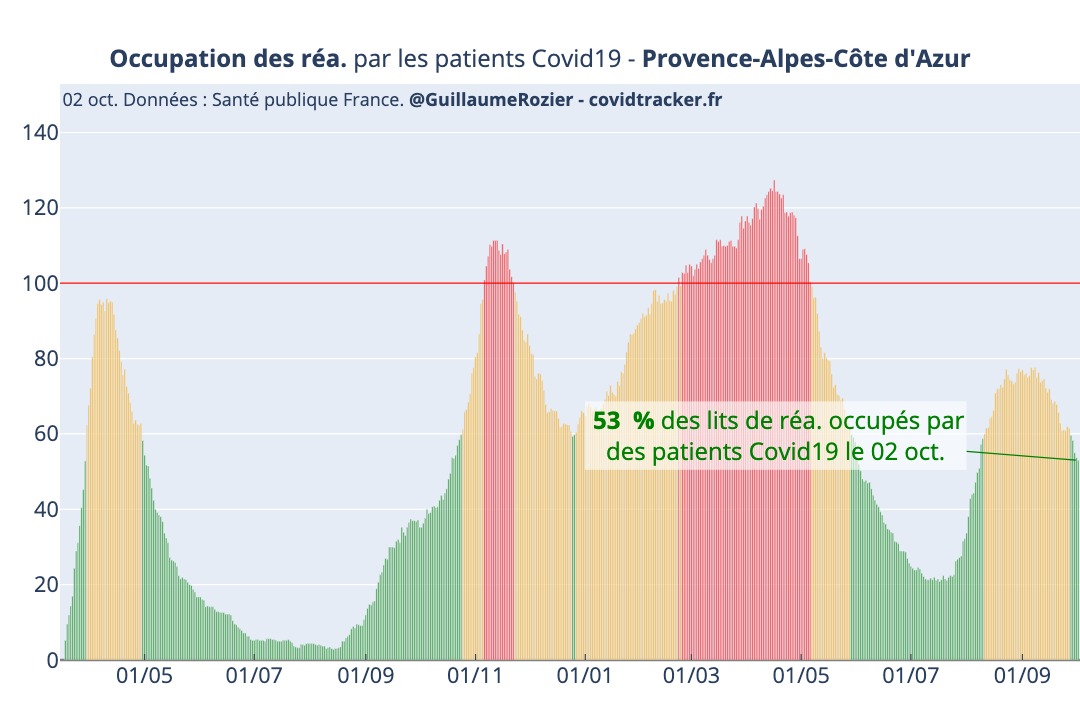 Occupation des réa. par les patients Covid19 - Provence-Alpes-Côte d'Azur
02 oct. Données : Santé publique France. @GuillaumeRozier - covidtracker.fr
140
120
100
80
60
40
20
0
53 % des lits de réa. occupés par
des patients Covid19 le 02 oct.
01/05 01/07 01/09 01/11 01/01 01/03 01/05 01/07 01/09